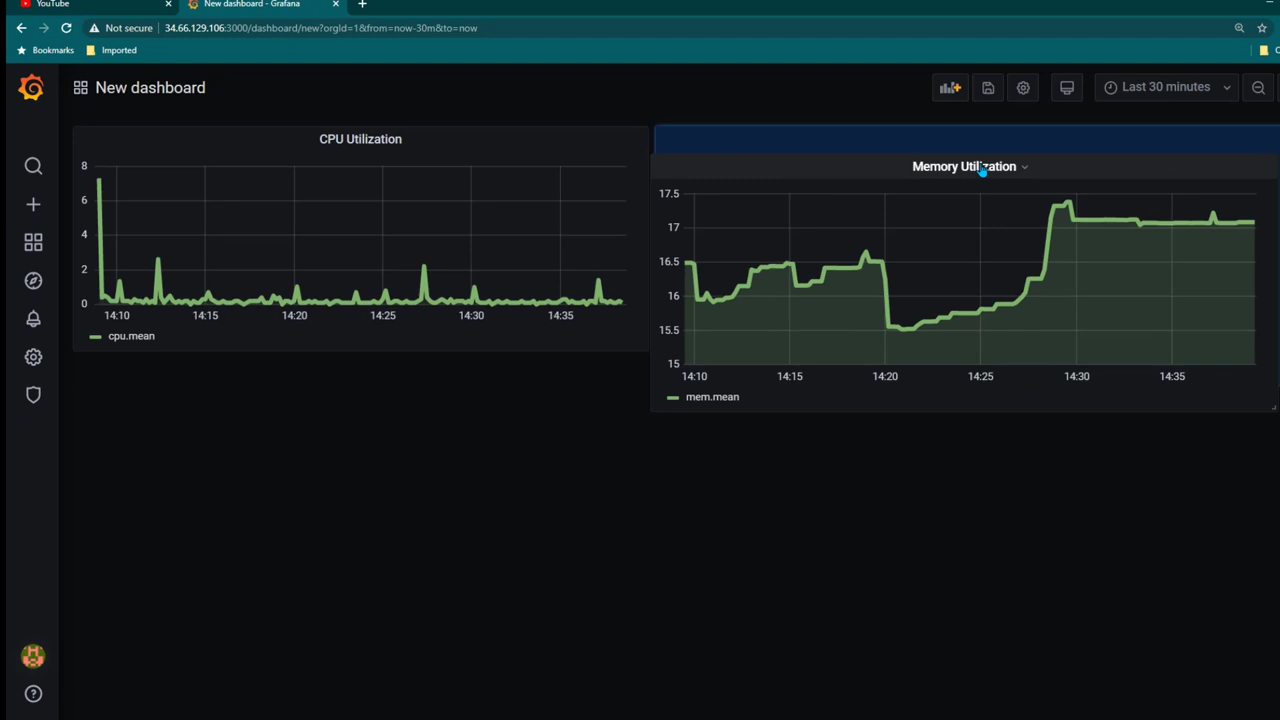 YouTube
New dashboard - Grafana
Not secure 34.66.129.106:3000/dashboard/new?orgId=1&from=now-30m&to=now
Bookmarks Imported
New dashboard
Last 30 minutes
CPU Utilization
8
6
4
2
0
14:10 14:15 14:20 14:25 14:30 14:35
cpu.mean
Memory Utilization
17.5
17
16.5
16
15.5
15
14:10 14:15 14:20 14:25 14:30 14:35
mem.mean